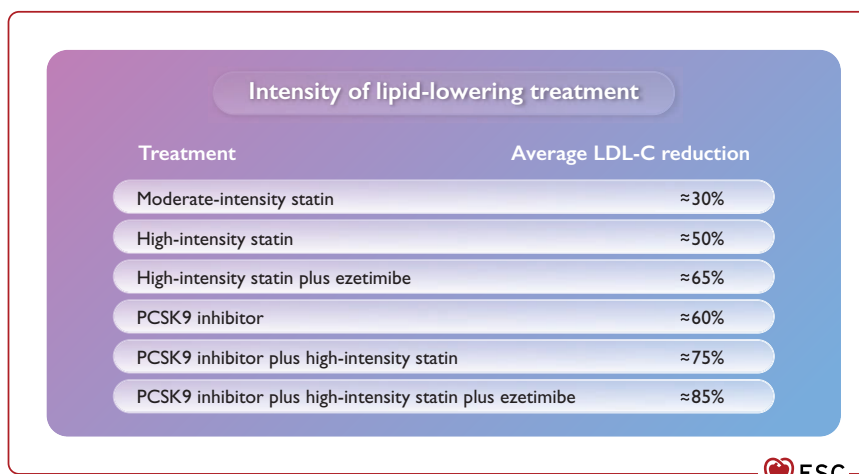 Intensity of lipid-lowering treatment
Treatment Average LDL-C reduction
Moderate-intensity statin ≈30%
High-intensity statin ≈50%
High-intensity statin plus ezetimibe ≈65%
PCSK9 inhibitor ≈60%
PCSK9 inhibitor plus high-intensity statin ≈75%
PCSK9 inhibitor plus high-intensity statin plus ezetimibe ≈85%
ESC